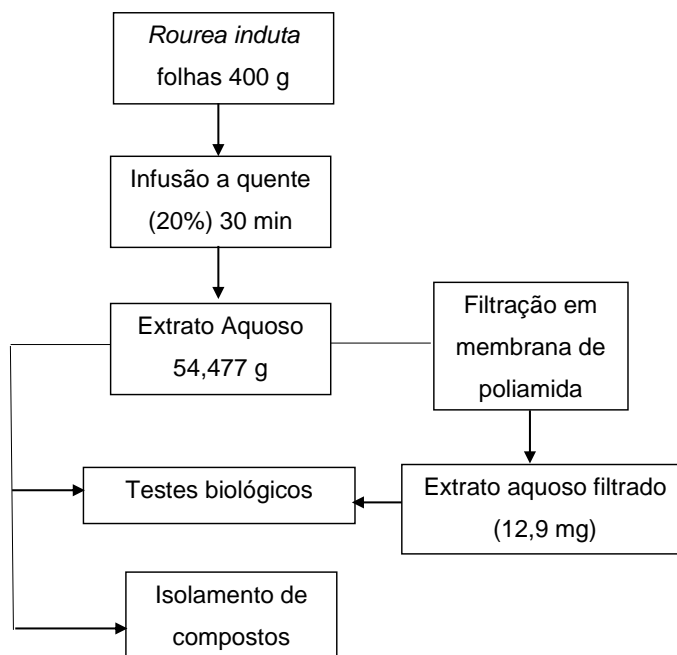 Rourea induta
folhas 400 g
Infusão a quente
(20%) 30 min
Extrato Aquoso
54,477 g
Filtração em
membrana de
poliamida
Testes biológicos
Extrato aquoso filtrado
(12,9 mg)
Isolamento de
compostos